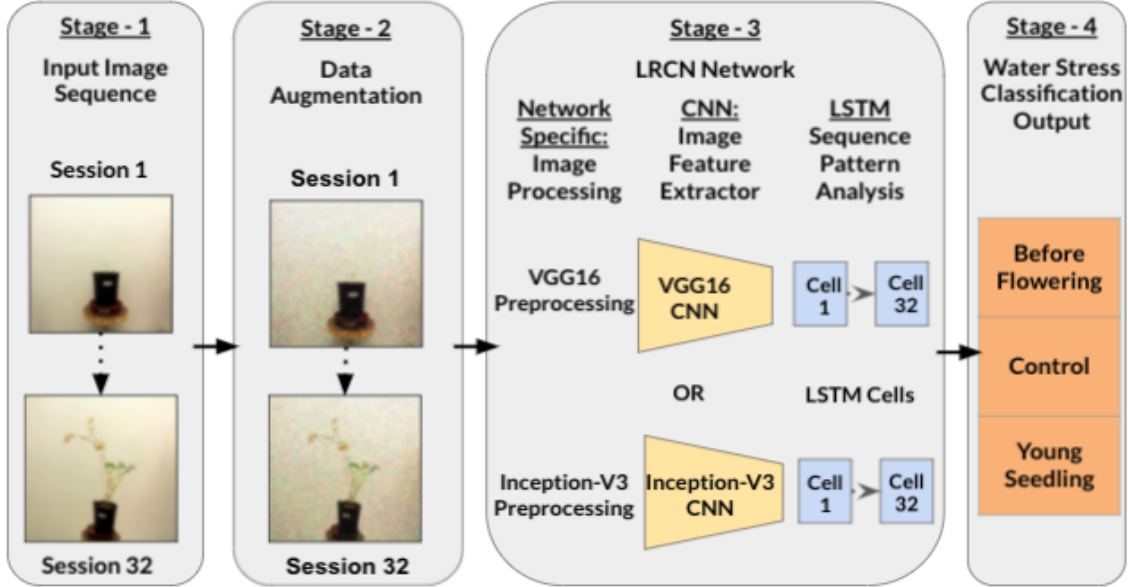 Stage - 1
Input Image
Sequence
Session 1
Session 32
Stage - 2
Data
Augmentation
Session 1
Session 32
Stage - 3
LRCN Network
Network
Specific:
Image
Processing
CNN:
Image
Feature
Extractor
LSTM
Sequence
Pattern
Analysis
VGG16
Preprocessing
VGG16
CNN
Cell
1
Cell
32
OR
LSTM Cells
Inception-V3
Preprocessing
Inception-V3
CNN
Cell
1
Cell
32
Stage - 4
Water Stress
Classification
Output
Before
Flowering
Control
Young
Seedling